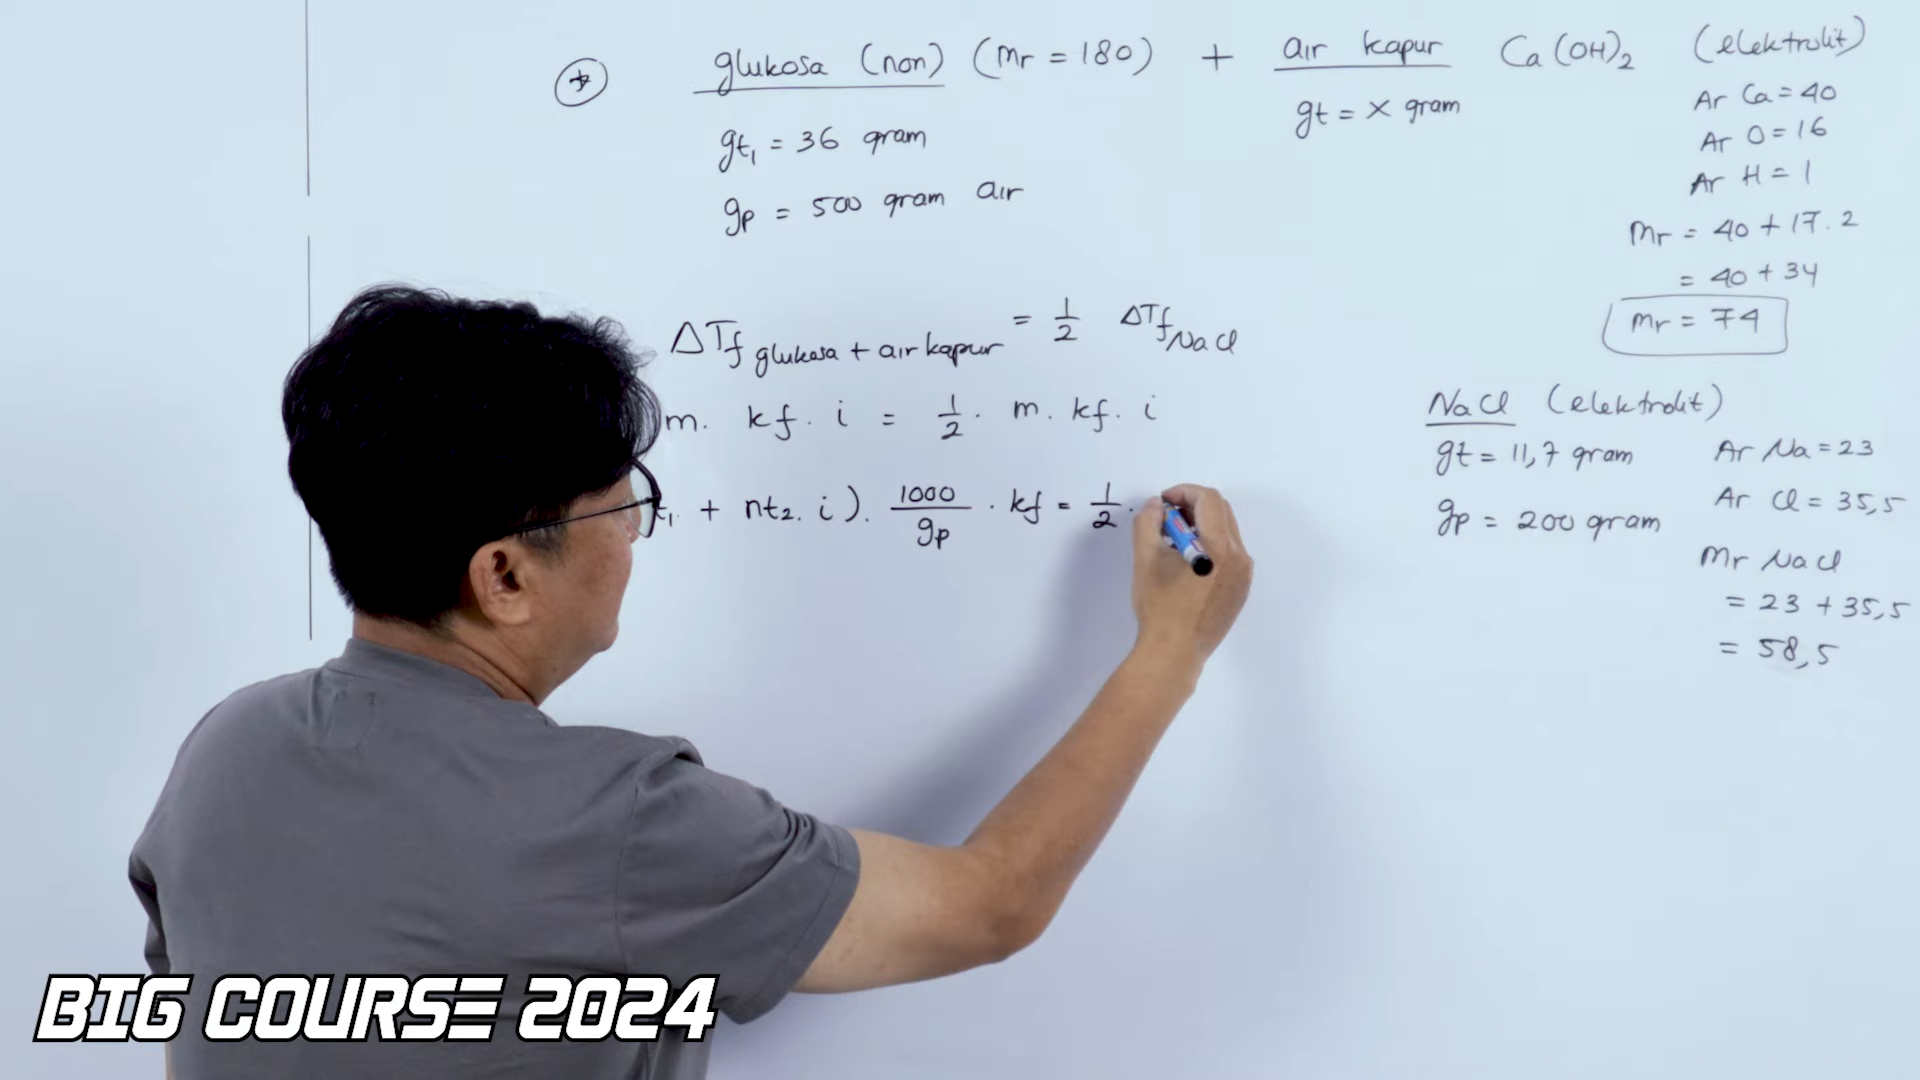 glukosa (non) (Mr = 180) + air kapur Ca(OH)₂ (elektrolit)
gt₁ = 36 gram
gp = 500 gram air
gt = x gram
Ar Ca = 40
Ar O = 16
Ar H = 1
Mr = 40 + 17.2
= 40 + 34
Mr = 74
ΔTf glukosa + air kapur = 1/2 ΔTf NaCl
m. kf. i = 1/2. m. kf. i
t₁ + nt₂. i). 1000/gp . kf = 1/2.
NaCl (elektrolit)
gt = 11,7 gram
gp = 200 gram
Ar Na = 23
Ar Cl = 35,5
Mr NaCl
= 23 + 35,5
= 58,5
BIG COURSE 2024